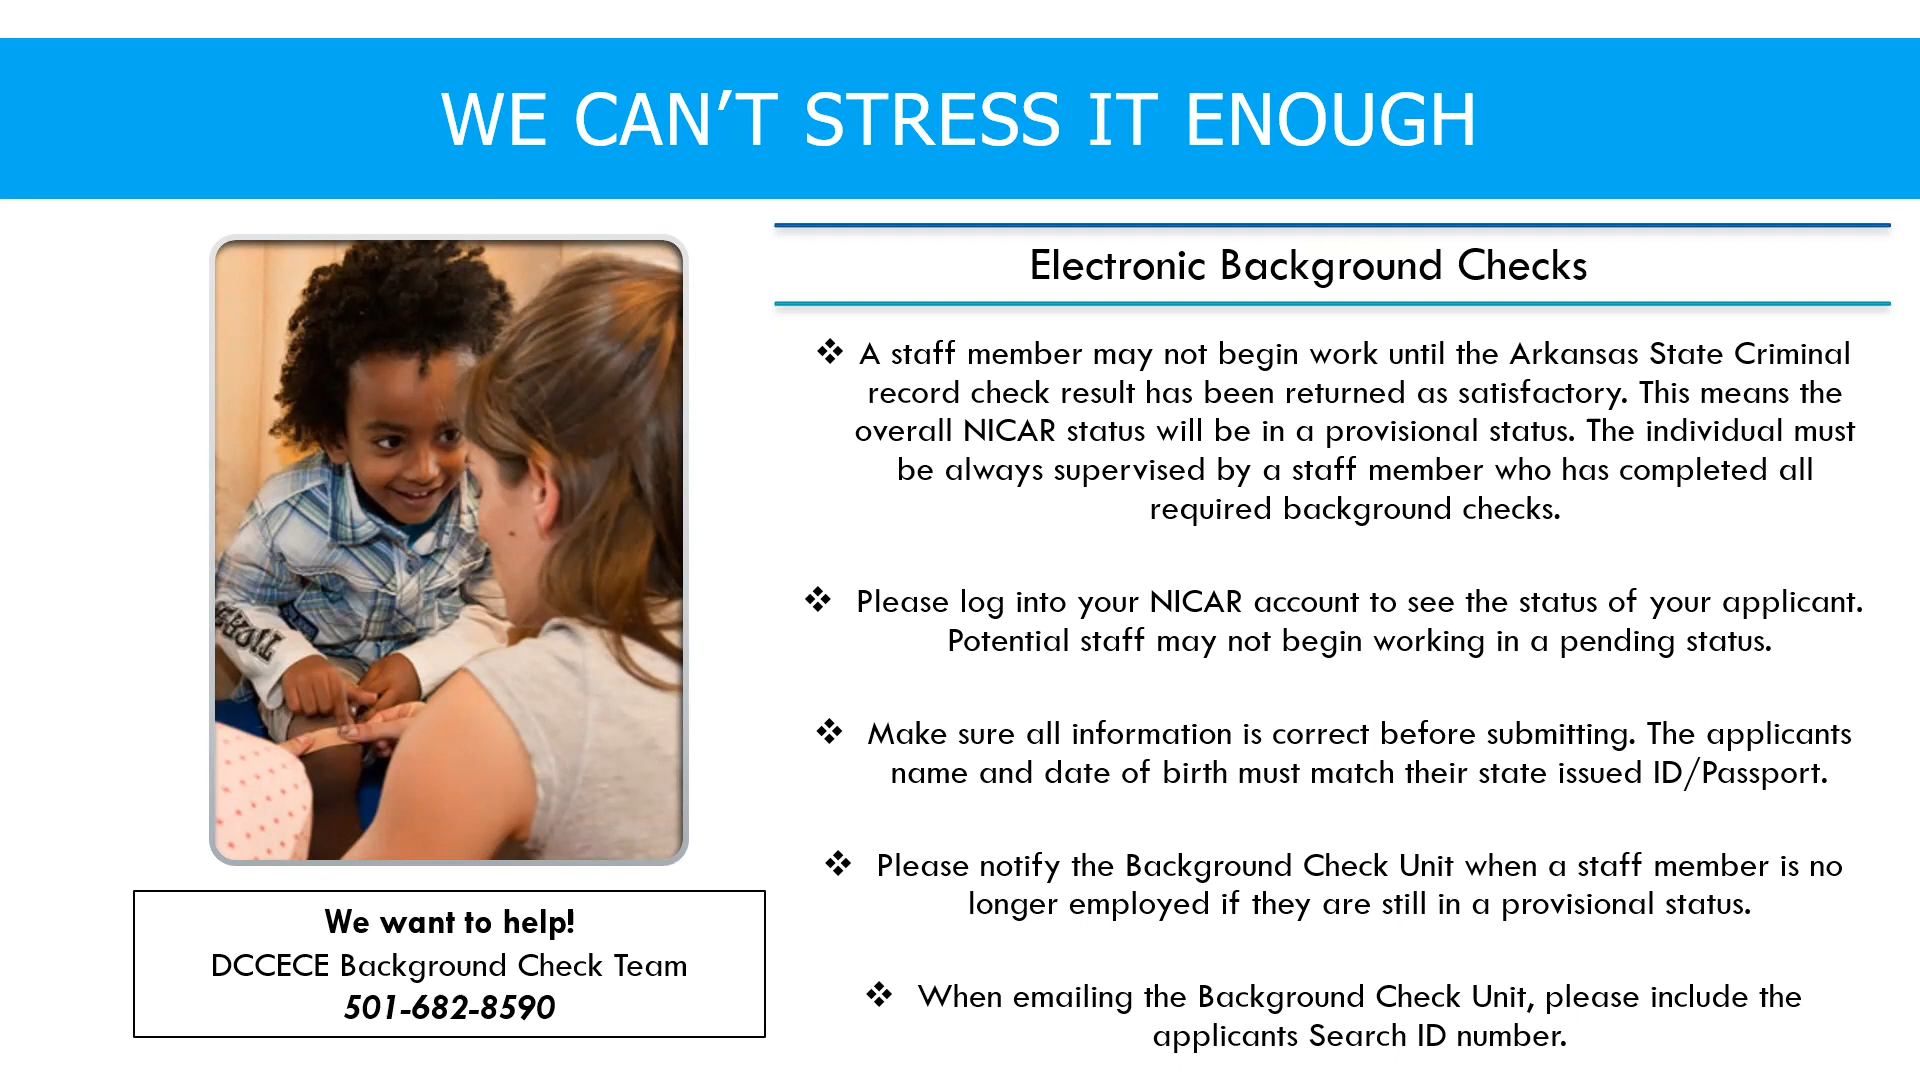 WE CAN’T STRESS IT ENOUGH
Electronic Background Checks
❖ A staff member may not begin work until the Arkansas State Criminal
record check result has been returned as satisfactory. This means the
overall NICAR status will be in a provisional status. The individual must
be always supervised by a staff member who has completed all
required background checks.
❖ Please log into your NICAR account to see the status of your applicant.
Potential staff may not begin working in a pending status.
❖ Make sure all information is correct before submitting. The applicants
name and date of birth must match their state issued ID/Passport.
❖ Please notify the Background Check Unit when a staff member is no
longer employed if they are still in a provisional status.
❖ When emailing the Background Check Unit, please include the
applicants Search ID number.
We want to help!
DCCECE Background Check Team
501-682-8590